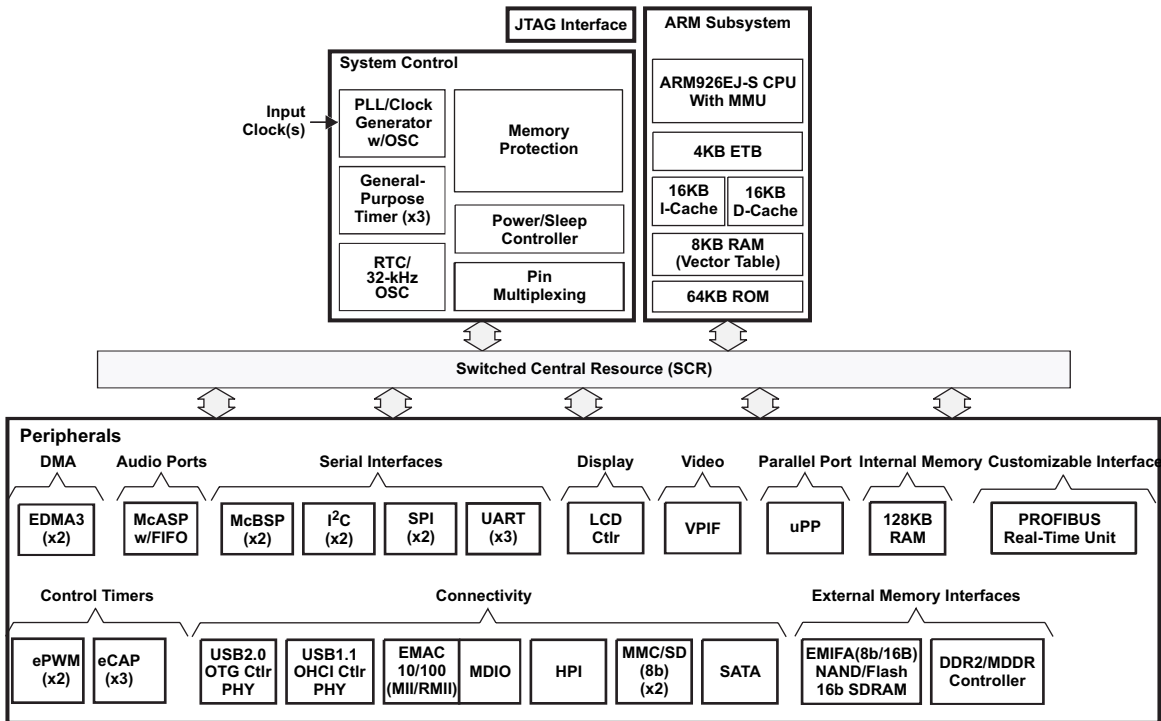 JTAG Interface
ARM Subsystem
System Control
ARM926EJ-S CPU
With MMU
Input
Clock(s)
PLL/Clock
Generator
w/OSC
Memory
Protection
4KB ETB
General-
Purpose
Timer (x3)
16KB
I-Cache
16KB
D-Cache
Power/Sleep
Controller
8KB RAM
(Vector Table)
RTC/
32-kHz
OSC
Pin
Multiplexing
64KB ROM
Switched Central Resource (SCR)
Peripherals
DMA
Audio Ports
Serial Interfaces
Display
Video
Parallel Port
Internal Memory
Customizable Interface
EDMA3
(x2)
McASP
w/FIFO
McBSP
(x2)
I²C
(x2)
SPI
(x2)
UART
(x3)
LCD
Ctlr
VPIF
uPP
128KB
RAM
PROFIBUS
Real-Time Unit
Control Timers
Connectivity
External Memory Interfaces
ePWM
(x2)
eCAP
(x3)
USB2.0
OTG Ctlr
PHY
USB1.1
OHCI Ctlr
PHY
EMAC
10/100
(MII/RMII)
MDIO
HPI
MMC/SD
(8b)
(x2)
SATA
EMIFA(8b/16B)
NAND/Flash
16b SDRAM
DDR2/MDDR
Controller